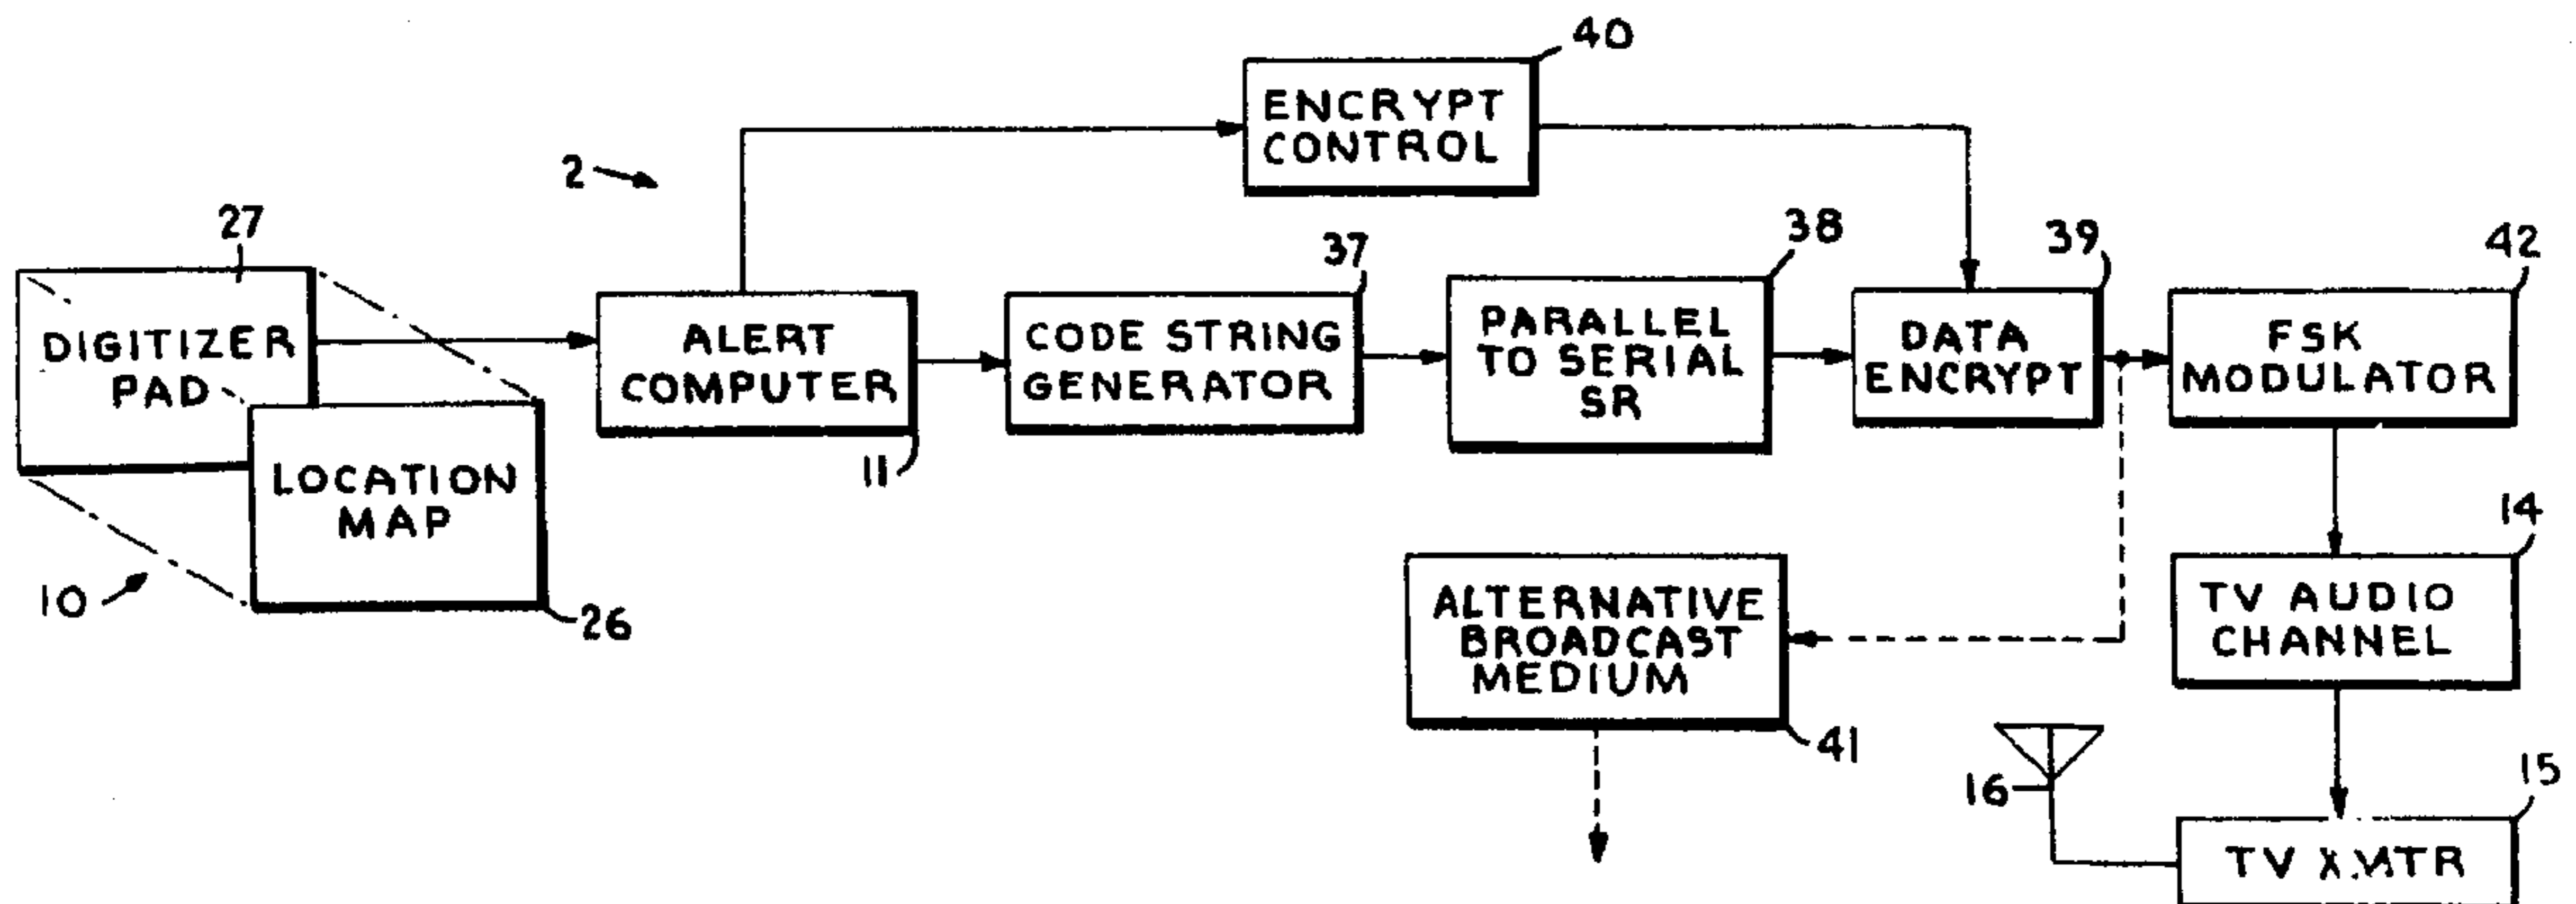 40
ENCRYPT
CONTROL
2
27
37
38
39
42
DIGITIZER
PAD
ALERT
COMPUTER
11
CODE STRING
GENERATOR
PARALLEL
TO SERIAL
SR
DATA
ENCRYPT
FSK
MODULATOR
LOCATION
MAP
10
26
14
ALTERNATIVE
BROADCAST
MEDIUM
41
TV AUDIO
CHANNEL
16
15
TV XMTR